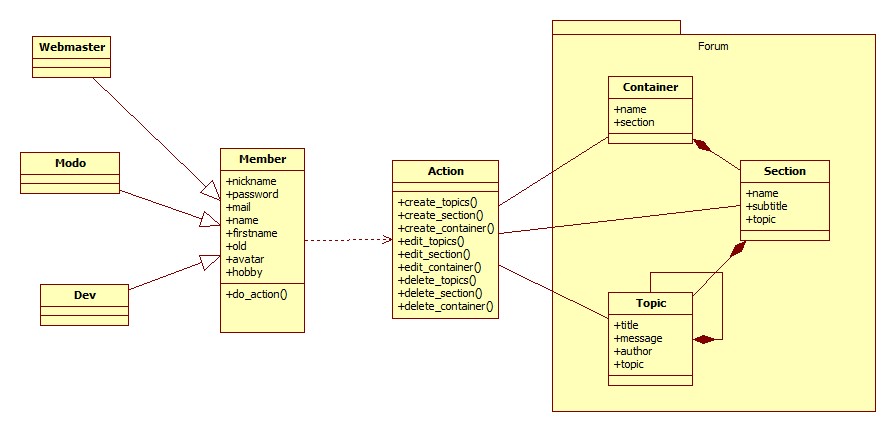 Webmaster
Modo
Dev
Member
+nickname
+password
+mail
+name
+firstname
+old
+avatar
+hobby
+do_action()
Action
+create_topics()
+create_section()
+create_container()
+edit_topics()
+edit_section()
+edit_container()
+delete_topics()
+delete_section()
+delete_container()
Forum
Container
+name
+section
Section
+name
+subtitle
+topic
Topic
+title
+message
+author
+topic